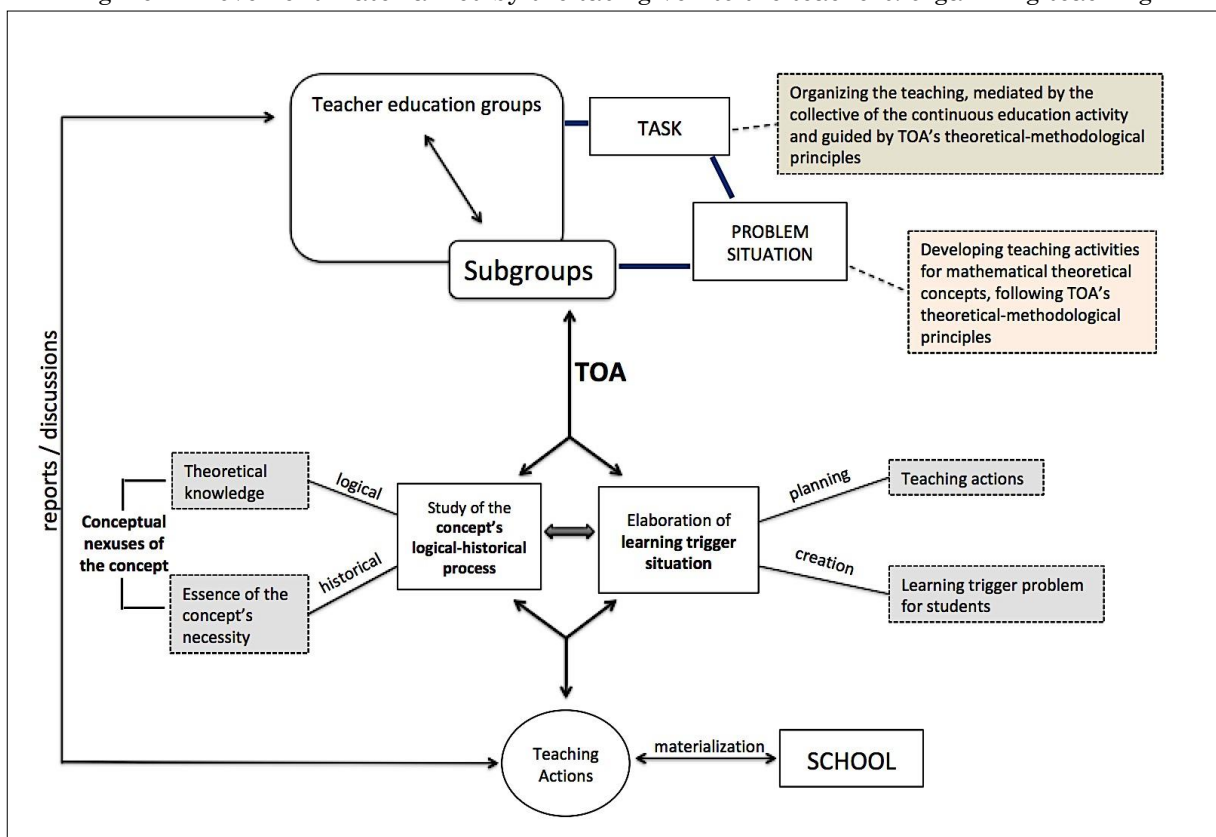 Teacher education groups
TASK
Organizing the teaching, mediated by the
collective of the continuous education activity
and guided by TOA's theoretical-methodological
principles
PROBLEM
SITUATION
Subgroups
Developing teaching activities
for mathematical theoretical
concepts, following TOA's
theoretical-methodological
principles
TOA
reports / discussions
Conceptual
nexuses of
the concept
Theoretical
knowledge
logical
Essence of the
concept's
necessity
historical
Study of the
concept's
logical-historical
process
Elaboration of
learning trigger
situation
planning
Teaching actions
creation
Learning trigger problem
for students
Teaching
Actions
materialization
SCHOOL